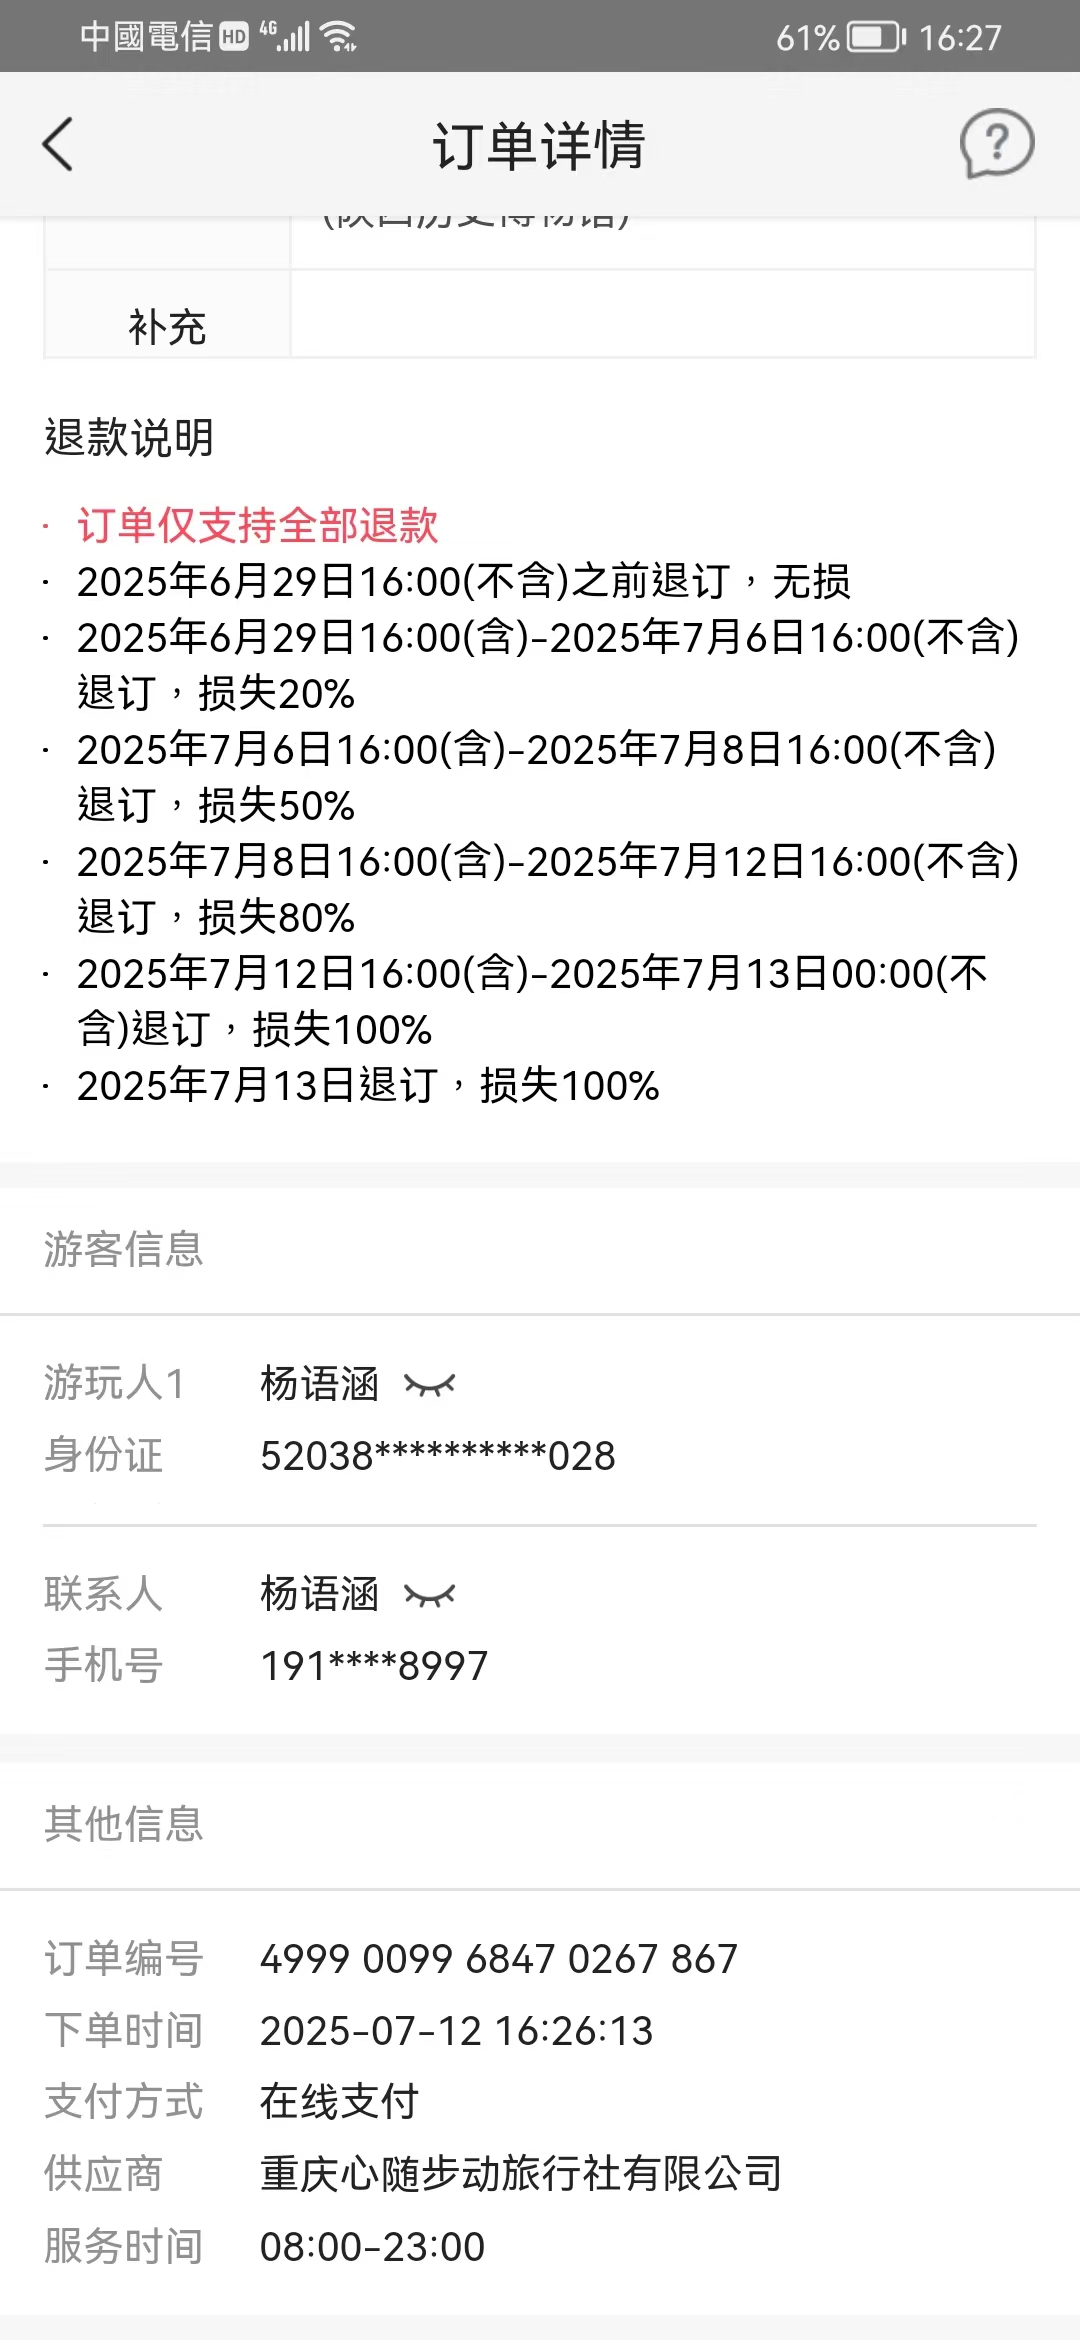 中國電信 HD 4G 61% 16:27
订单详情
(陕西历史博物馆)
补充
退款说明
· 订单仅支持全部退款
· 2025年6月29日16:00(不含)之前退订，无损
· 2025年6月29日16:00(含)-2025年7月6日16:00(不含)
退订，损失20%
· 2025年7月6日16:00(含)-2025年7月8日16:00(不含)
退订，损失50%
· 2025年7月8日16:00(含)-2025年7月12日16:00(不含)
退订，损失80%
· 2025年7月12日16:00(含)-2025年7月13日00:00(不
含)退订，损失100%
· 2025年7月13日退订，损失100%
游客信息
游玩人1 杨语涵
身份证 52038**********028
联系人 杨语涵
手机号 191****8997
其他信息
订单编号 4999 0099 6847 0267 867
下单时间 2025-07-12 16:26:13
支付方式 在线支付
供应商 重庆心随步动旅行社有限公司
服务时间 08:00-23:00